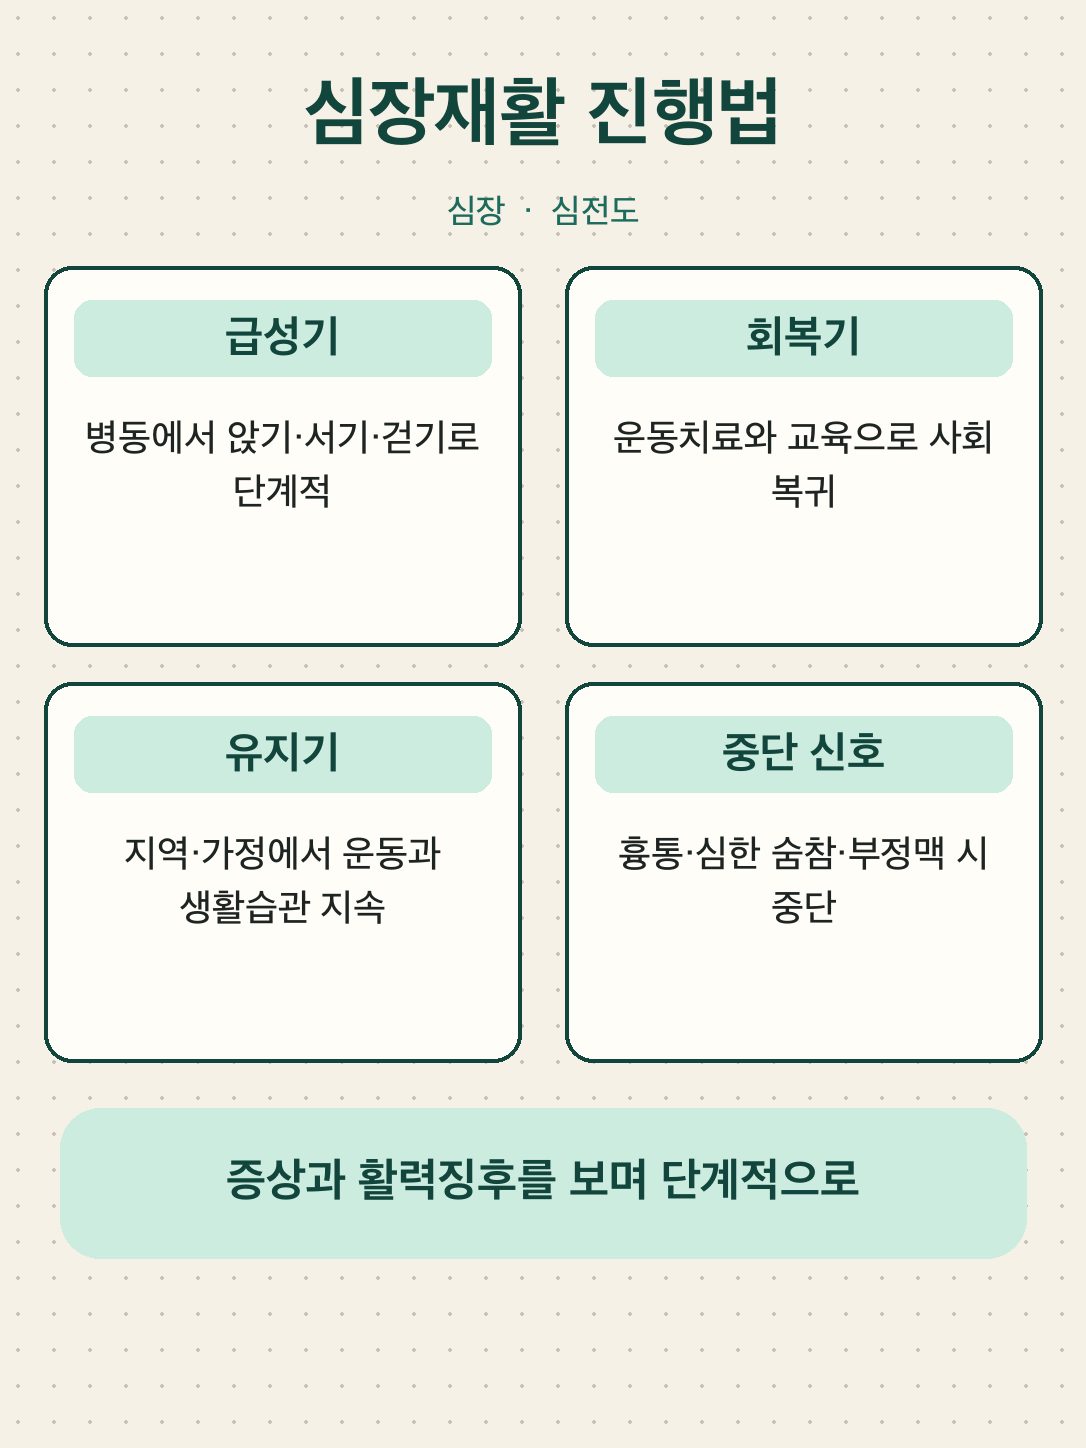 심장재활 진행법
심장 · 심전도
급성기
병동에서 앉기·서기·걷기로
단계적
회복기
운동치료와 교육으로 사회
복귀
유지기
지역·가정에서 운동과
생활습관 지속
중단 신호
흉통·심한 숨참·부정맥 시
중단
증상과 활력징후를 보며 단계적으로